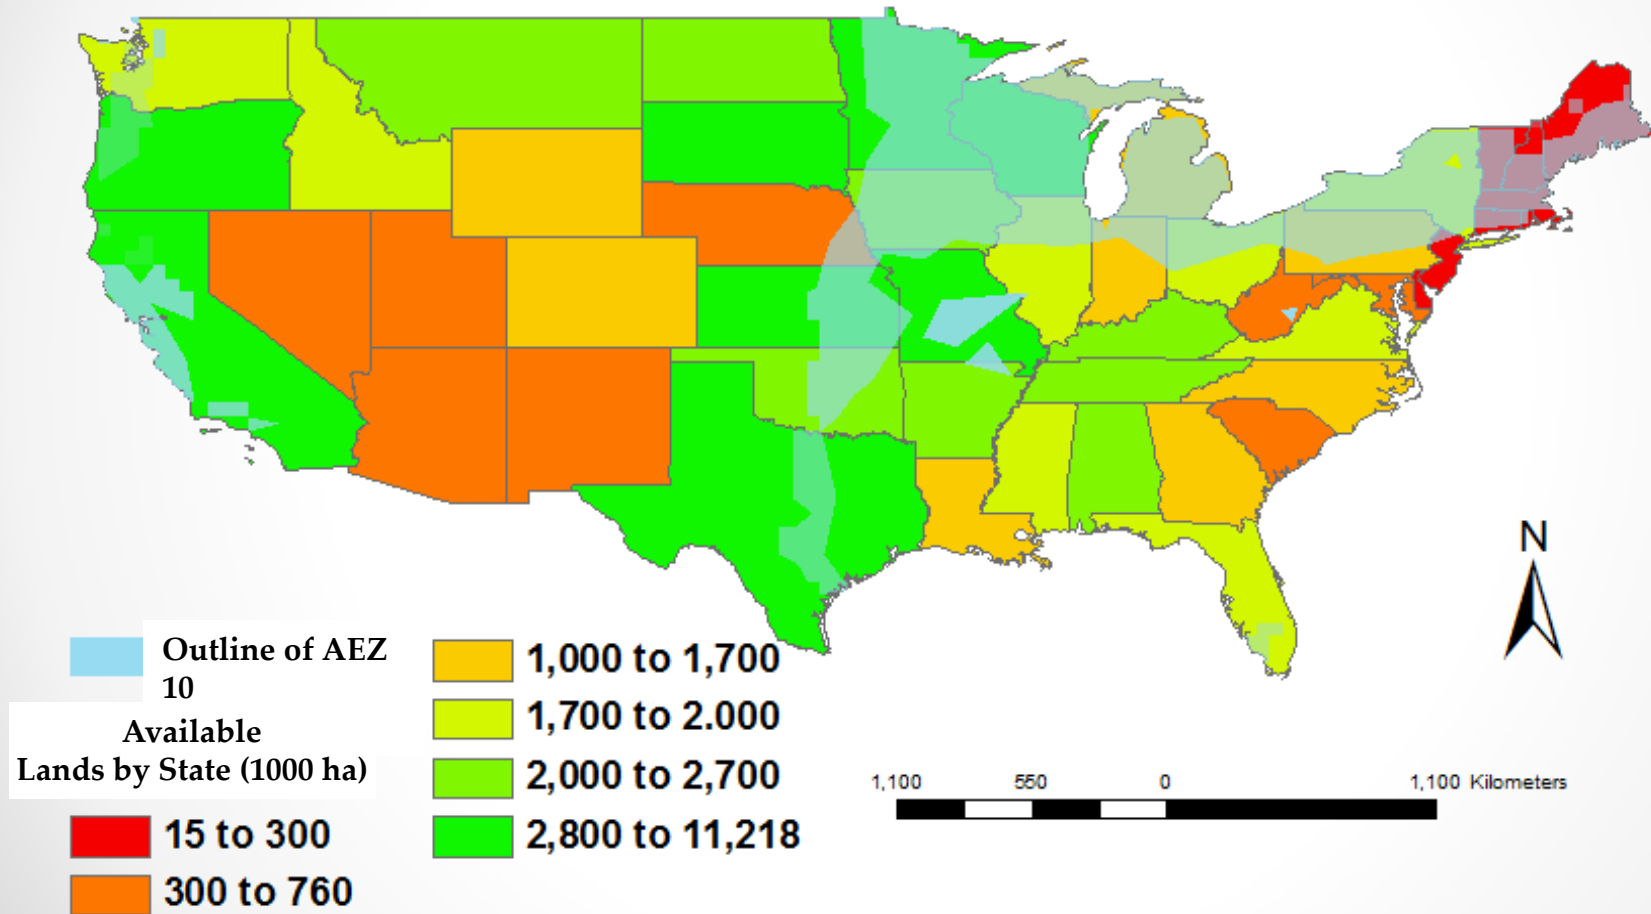 N
Outline of AEZ
10
Available
Lands by State (1000 ha)
15 to 300
300 to 760
1,000 to 1,700
1,700 to 2.000
2,000 to 2,700
2,800 to 11,218
1,100 550 0 1,100 Kilometers